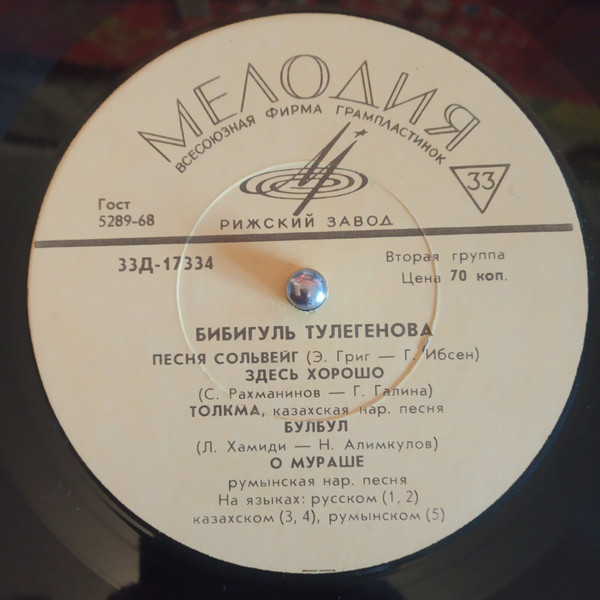 МЕЛОДИЯ
ВСЕСОЮЗНАЯ ФИРМА ГРАМПЛАСТИНОК
33
Гост
5289-68
РИЖСКИЙ ЗАВОД
33Д-17334
Вторая группа
Цена 70 коп.
БИБИГУЛЬ ТУЛЕГЕНОВА
ПЕСНЯ СОЛЬВЕЙГ (Э. Григ — Г. Ибсен)
ЗДЕСЬ ХОРОШО
(С. Рахманинов — Г. Галина)
ТОЛКМА, казахская нар. песня
БУЛБУЛ
(Л. Хамиди — Н. Алимкулов)
О МУРАШЕ
румынская нар. песня
На языках: русском (1, 2)
казахском (3, 4), румынском (5)